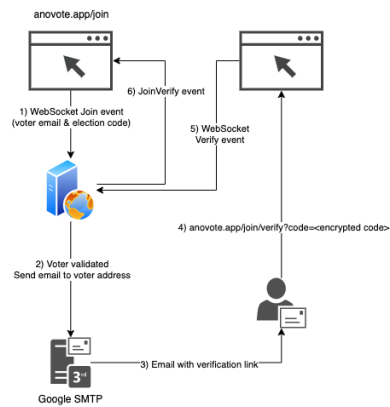 anovote.app/join
6) JoinVerify event
1) WebSocket Join event
(voter email & election code)
5) WebSocket
Verify event
4) anovote.app/join/verify?code=<encrypted code>
2) Voter validated
Send email to voter address
3) Email with verification link
3rd
Google SMTP